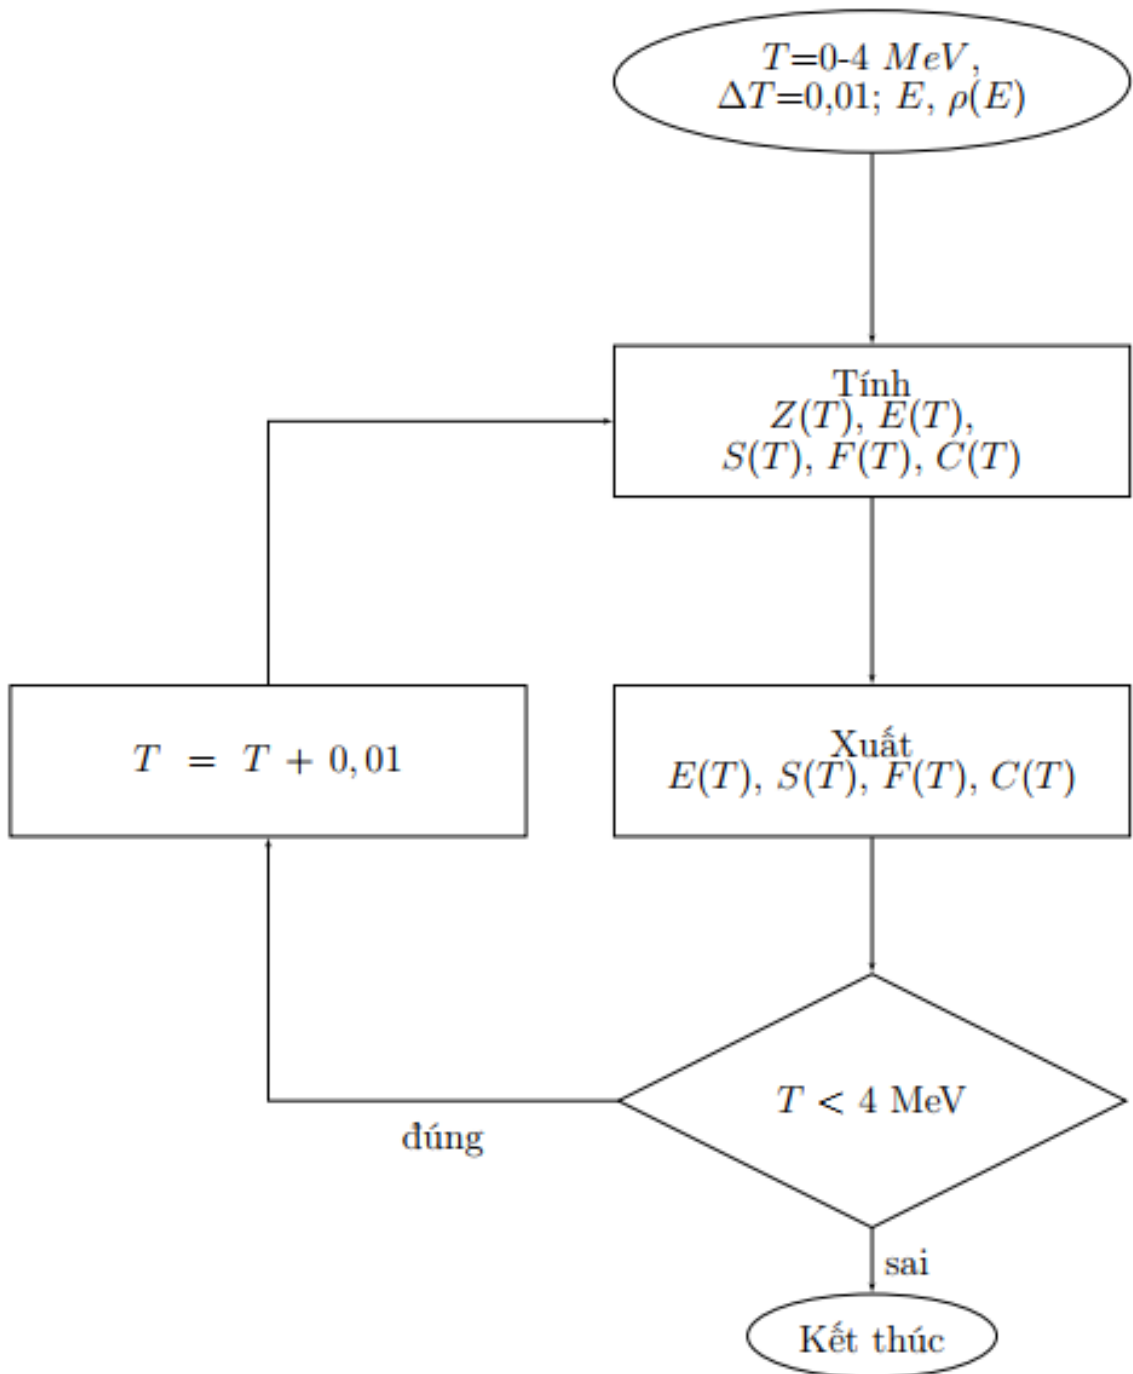 T=0-4 MeV,
ΔT=0,01; E, ρ(E)
Tính
Z(T), E(T),
S(T), F(T), C(T)
T = T + 0,01
Xuất
E(T), S(T), F(T), C(T)
T < 4 MeV
đúng
sai
Kết thúc